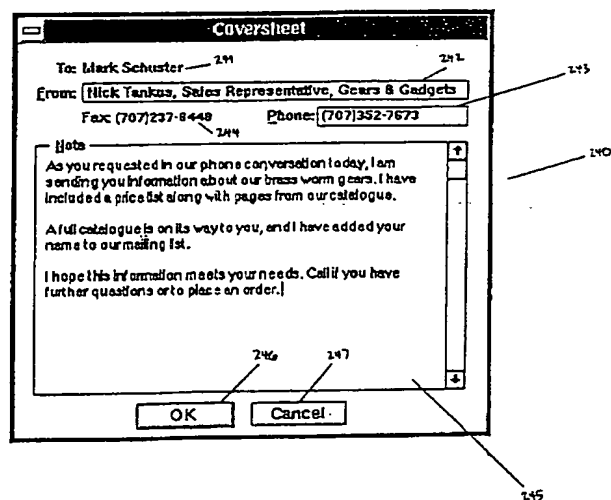 Coversheet
To: Mark Schuster 241
242
From: Nick Tankus, Sales Representative, Gears & Gadgets
243
Fax: (707)237-8448 Phone: (707)352-7673
244
Note
As you requested in our phone conversation today, I am
sending you information about our brass worm gears. I have
included a price list along with pages from our catalogue.
240
A full catalogue is on its way to you, and I have added your
name to our mailing list.
I hope this information meets your needs. Call if you have
further questions or to place an order.
246 247
OK Cancel
245